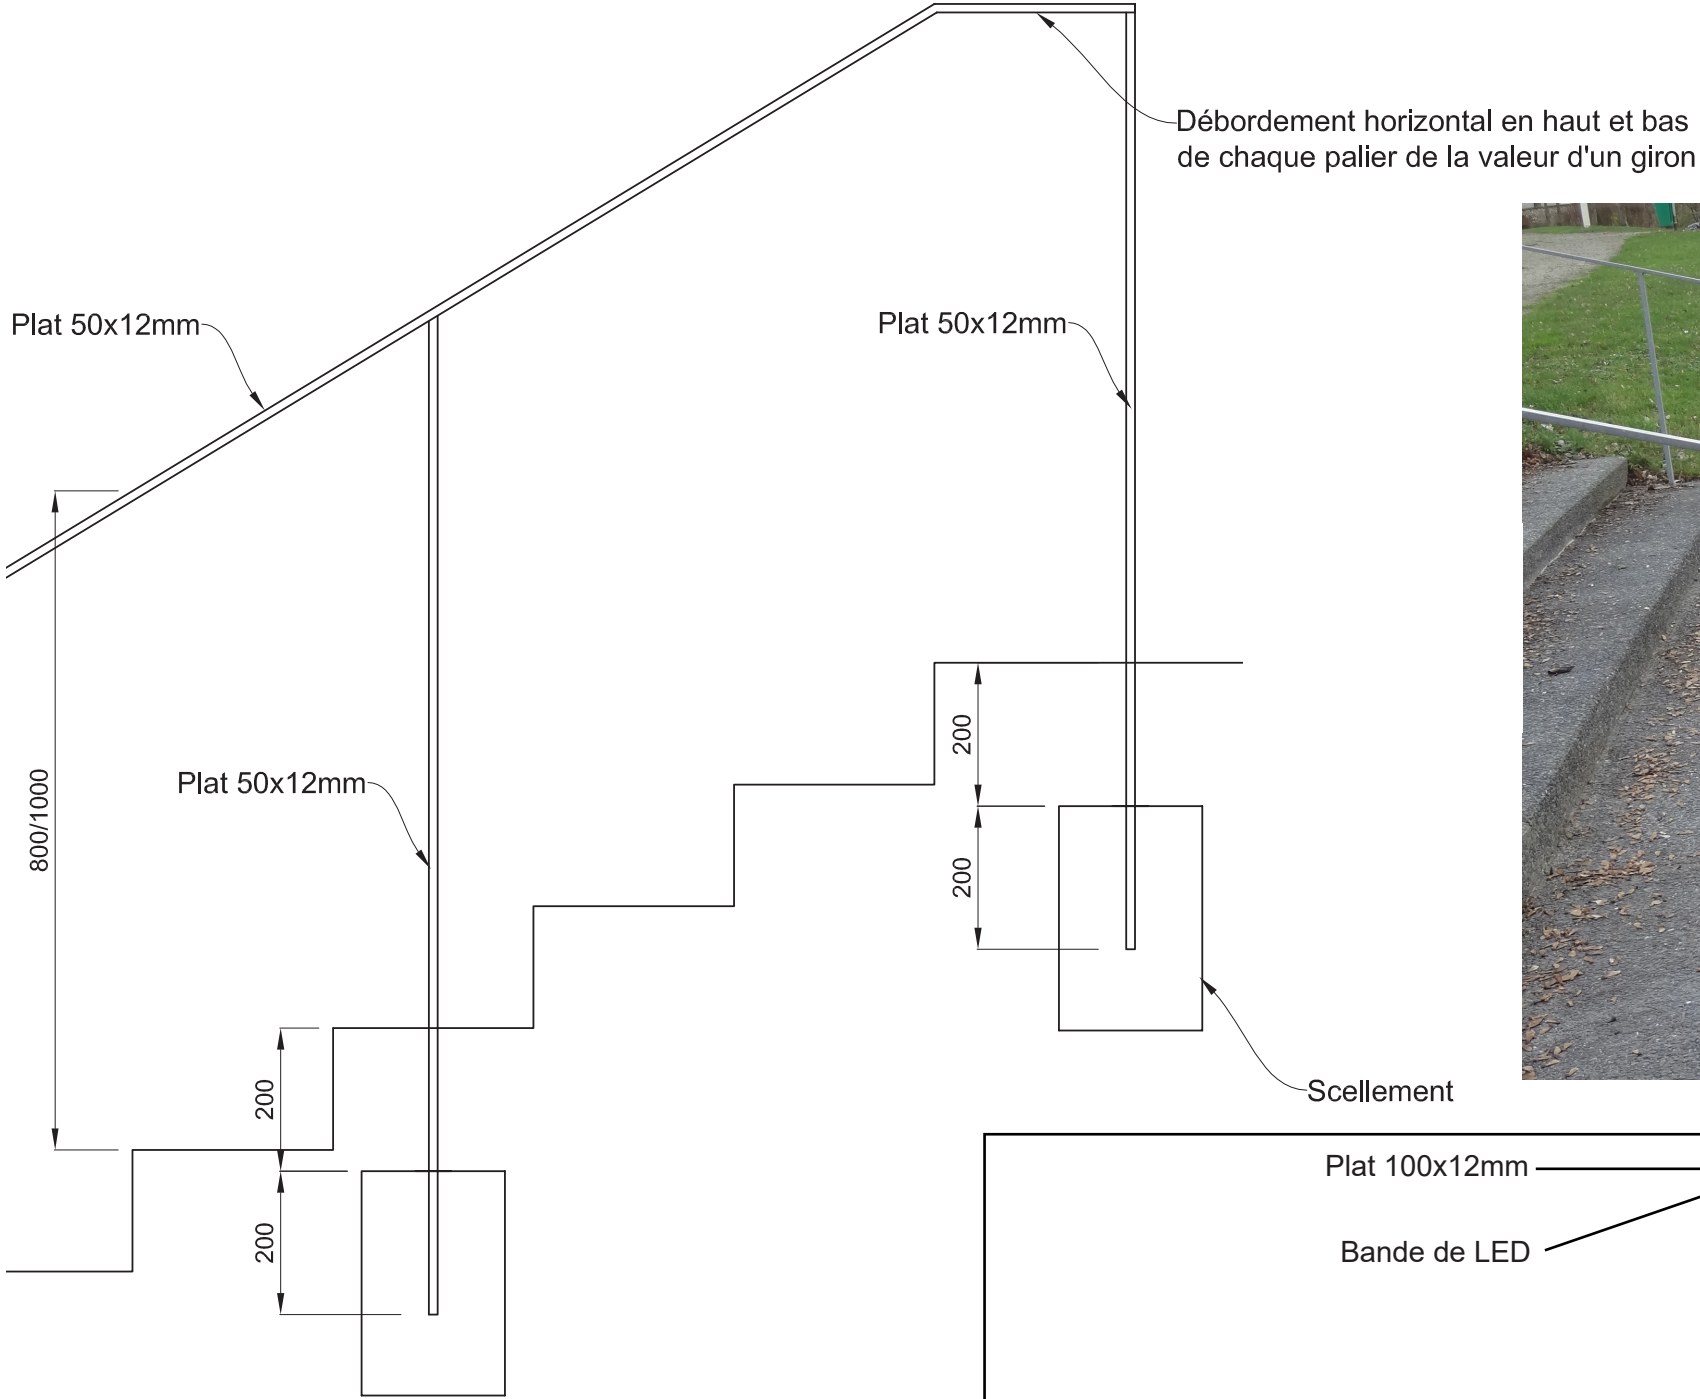 Débordement horizontal en haut et bas
de chaque palier de la valeur d'un giron
Plat 50x12mm
Plat 50x12mm
800/1000
Plat 50x12mm
200
200
200
200
Scellement
Plat 100x12mm
Bande de LED